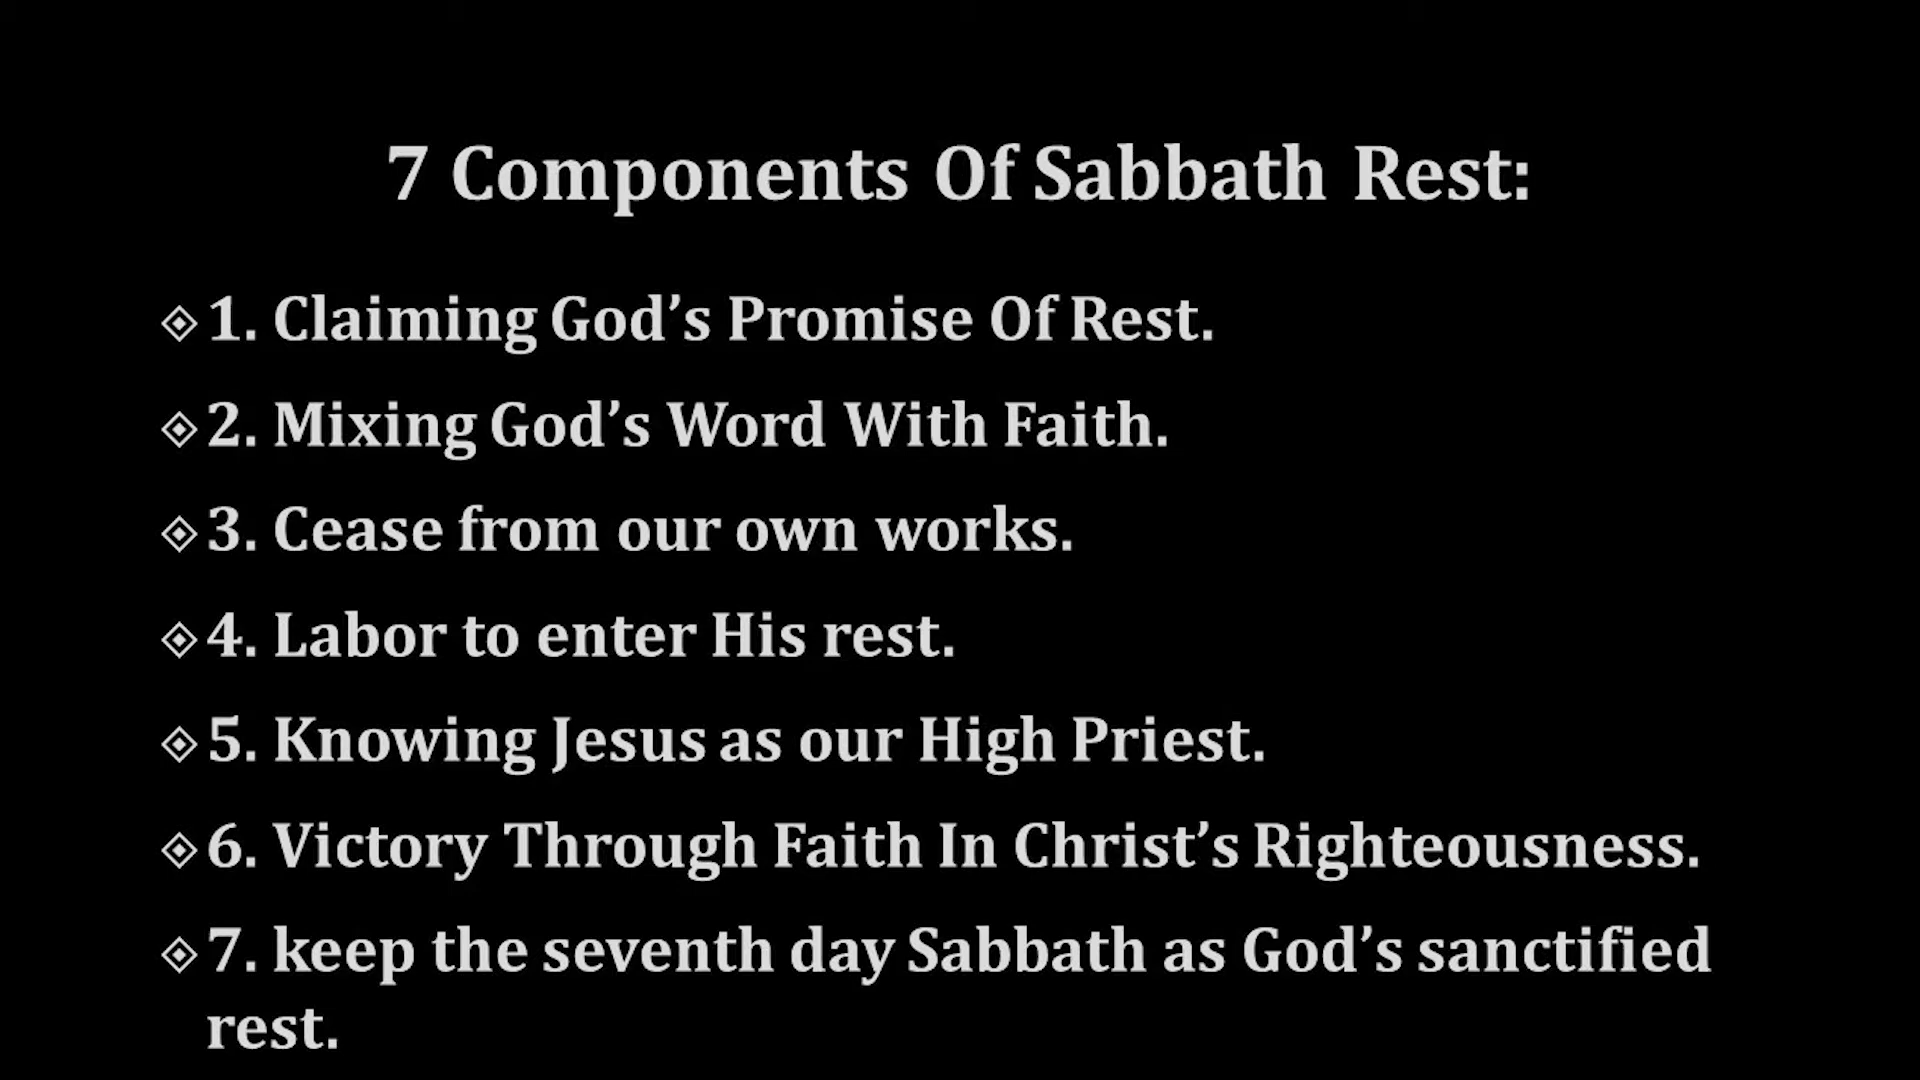 7 Components Of Sabbath Rest:
1. Claiming God’s Promise Of Rest.
2. Mixing God’s Word With Faith.
3. Cease from our own works.
4. Labor to enter His rest.
5. Knowing Jesus as our High Priest.
6. Victory Through Faith In Christ’s Righteousness.
7. keep the seventh day Sabbath as God’s sanctified
rest.